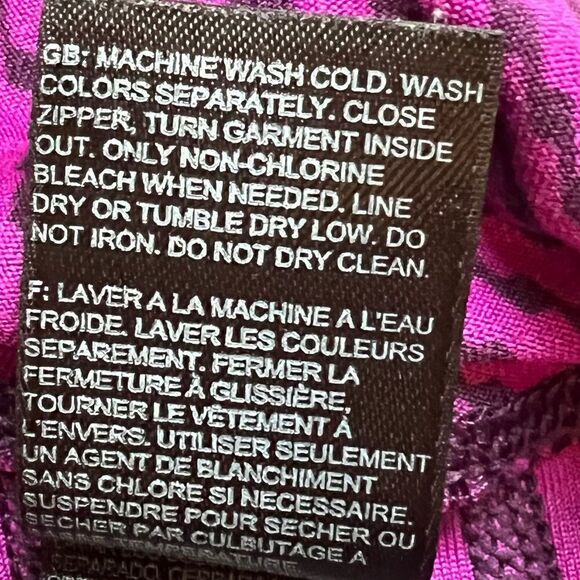 GB: MACHINE WASH COLD. WASH
COLORS SEPARATELY. CLOSE
ZIPPER, TURN GARMENT INSIDE
OUT. ONLY NON-CHLORINE
BLEACH WHEN NEEDED. LINE
DRY OR TUMBLE DRY LOW. DO
NOT IRON. DO NOT DRY CLEAN.
F: LAVER A LA MACHINE A L'EAU
FROIDE. LAVER LES COULEURS
SEPAREMENT. FERMER LA
FERMETURE À GLISSIÈRE,
TOURNER LE VÊTEMENT À
L'ENVERS. UTILISER SEULEMENT
UN AGENT DE BLANCHIMENT
SANS CHLORE SI NECESSAIRE.
SUSPENDRE POUR SECHER OU
SECHER PAR CULBUTAGE A
TEMPERATURE
SEPARADO